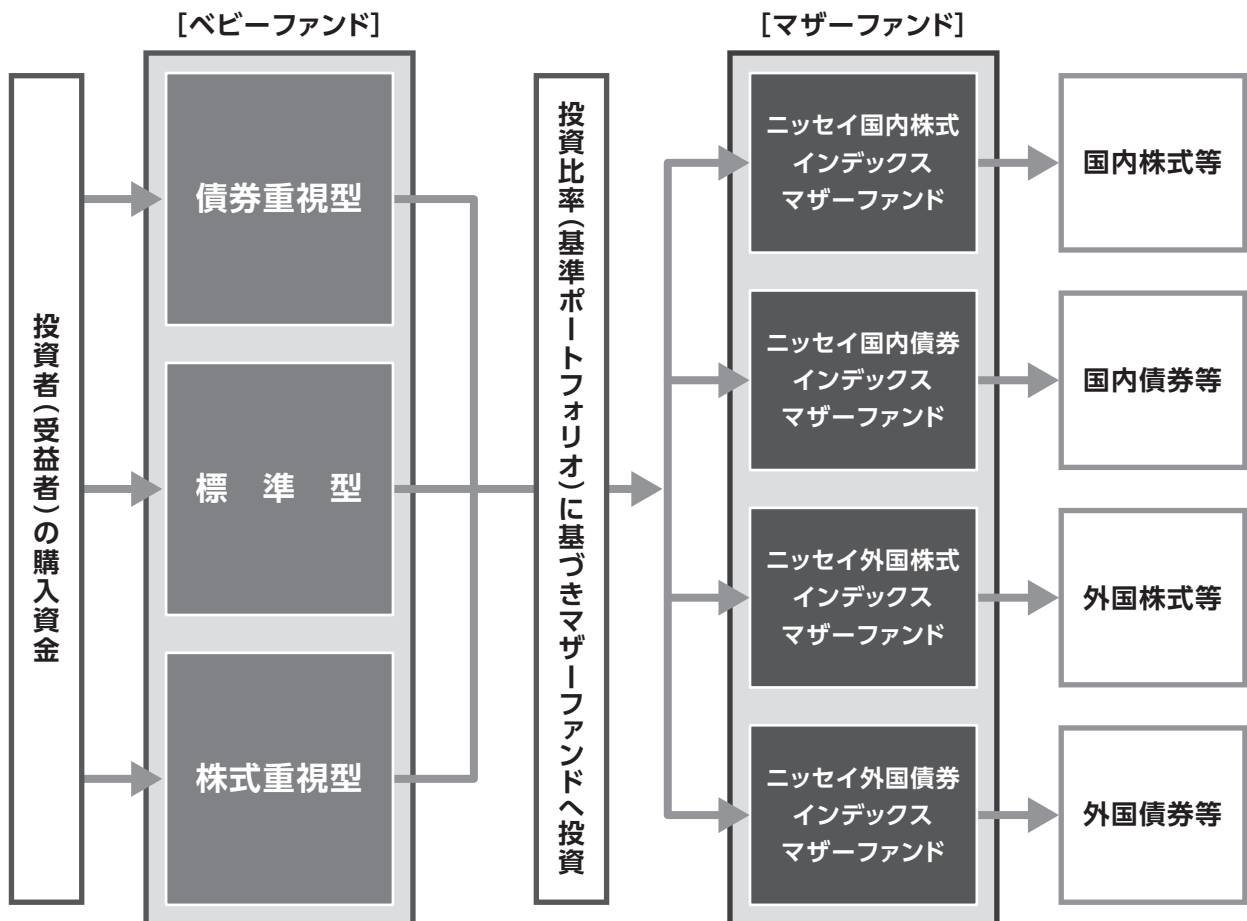 [ベビーファンド]
[マザーファンド]
投資者(受益者)の購入資金
債券重視型
標　準　型
株式重視型
投資比率(基準ポートフォリオ)に基づきマザーファンドへ投資
ニッセイ国内株式
インデックス
マザーファンド
国内株式等
ニッセイ国内債券
インデックス
マザーファンド
国内債券等
ニッセイ外国株式
インデックス
マザーファンド
外国株式等
ニッセイ外国債券
インデックス
マザーファンド
外国債券等